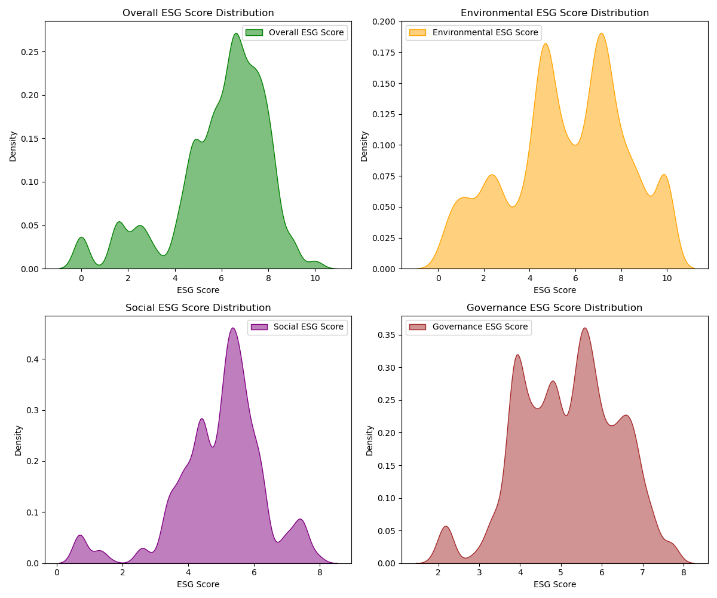 Overall ESG Score Distribution
Overall ESG Score
Density
0.25
0.20
0.15
0.10
0.05
0.00
0 2 4 6 8 10
ESG Score
Environmental ESG Score Distribution
Environmental ESG Score
Density
0.200
0.175
0.150
0.125
0.100
0.075
0.050
0.025
0.000
0 2 4 6 8 10
ESG Score
Social ESG Score Distribution
Social ESG Score
Density
0.4
0.3
0.2
0.1
0.0
0 2 4 6 8
ESG Score
Governance ESG Score Distribution
Governance ESG Score
Density
0.35
0.30
0.25
0.20
0.15
0.10
0.05
0.00
2 3 4 5 6 7 8
ESG Score